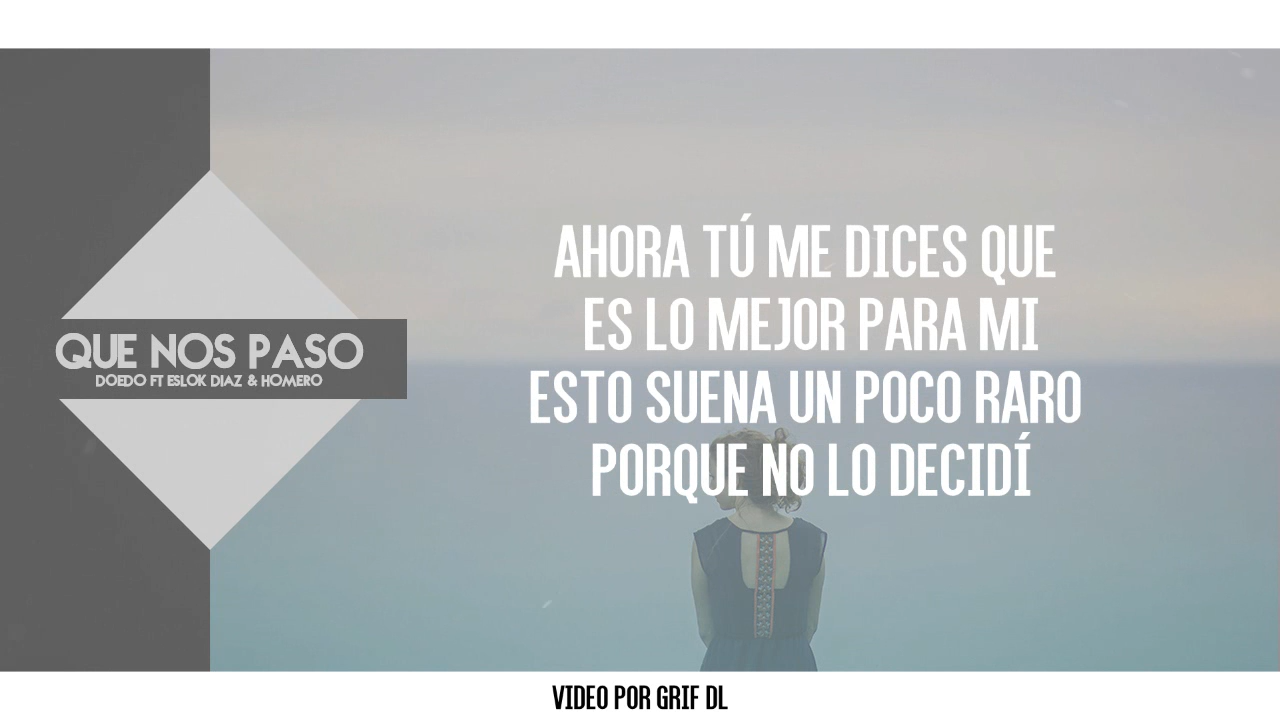 QUE NOS PASO
DOEDO FT ESLOK DIAZ & HOMERO
AHORA TÚ ME DICES QUE
ES LO MEJOR PARA MI
ESTO SUENA UN POCO RARO
PORQUE NO LO DECIDÍ
VIDEO POR GRIF DL